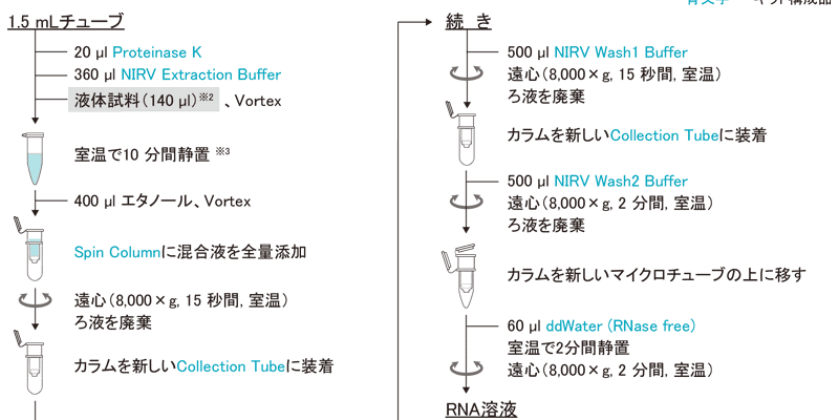 1.5 mLチューブ
20 μl Proteinase K
360 μl NIRV Extraction Buffer
液体試料(140 μl)※2 、Vortex
室温で10 分間静置 ※3
400 μl エタノール、Vortex
Spin Columnに混合液を全量添加
遠心(8,000×g, 15 秒間, 室温)
ろ液を廃棄
カラムを新しいCollection Tubeに装着
続 き
500 μl NIRV Wash1 Buffer
遠心(8,000×g, 15 秒間, 室温)
ろ液を廃棄
カラムを新しいCollection Tubeに装着
500 μl NIRV Wash2 Buffer
遠心(8,000×g, 2 分間, 室温)
ろ液を廃棄
カラムを新しいマイクロチューブの上に移す
60 μl ddWater (RNase free)
室温で2分間静置
遠心(8,000×g, 2 分間, 室温)
RNA溶液